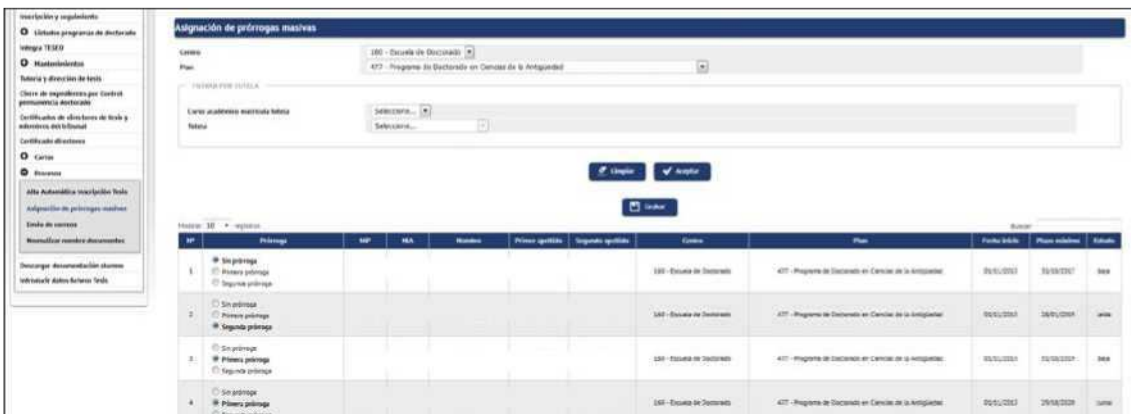 Inscripción y seguimiento
Listados programas de doctorado
Integra TESEO
Mantenimientos
Tutoría y dirección de tesis
Cierre de expedientes por Control
permanencia doctorado
Certificados de directores de tesis y
miembros del tribunal
Certificado directores
Cartas
Procesos
Alta Automática Inscripción Tesis
Asignación de prórrogas masivas
Envío de correos
Normalizar nombre documentos
Descargar documentación alumno
Introducir datos lectura Tesis
Asignación de prórrogas masivas
Centro 180 - Escuela de Doctorado
Plan 477 - Programa de Doctorado en Ciencias de la Antigüedad
FILTRAR POR TUTELA
Curso académico matrícula tutela Seleccione...
Tutela Seleccione...
Limpiar Aceptar
Grabar
Mostrar 10 registros Buscar
Nº Prórroga NIP NIA Nombre Primer apellido Segundo apellido Centro Plan Fecha inicio Plazo máximo Estado
1 Sin prórroga
Primera prórroga
Segunda prórroga
180 - Escuela de Doctorado 477 - Programa de Doctorado en Ciencias de la Antigüedad baja
2 Sin prórroga
Primera prórroga
Segunda prórroga
180 - Escuela de Doctorado 477 - Programa de Doctorado en Ciencias de la Antigüedad
3 Sin prórroga
Primera prórroga
Segunda prórroga
180 - Escuela de Doctorado 477 - Programa de Doctorado en Ciencias de la Antigüedad baja
4 Sin prórroga
Primera prórroga
180 - Escuela de Doctorado 477 - Programa de Doctorado en Ciencias de la Antigüedad